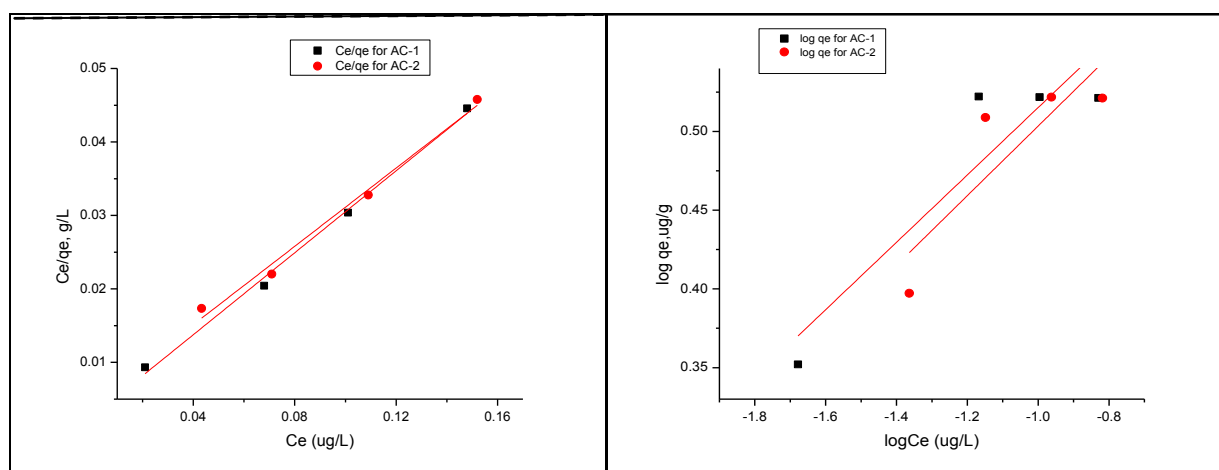 Ce/qe for AC-1
Ce/qe for AC-2
0.05
0.04
0.03
0.02
0.01
Ce/qe, g/L
0.04 0.08 0.12 0.16
Ce (ug/L)
log qe for AC-1
log qe for AC-2
0.50
0.45
0.40
0.35
log qe,ug/g
-1.8 -1.6 -1.4 -1.2 -1.0 -0.8
logCe (ug/L)